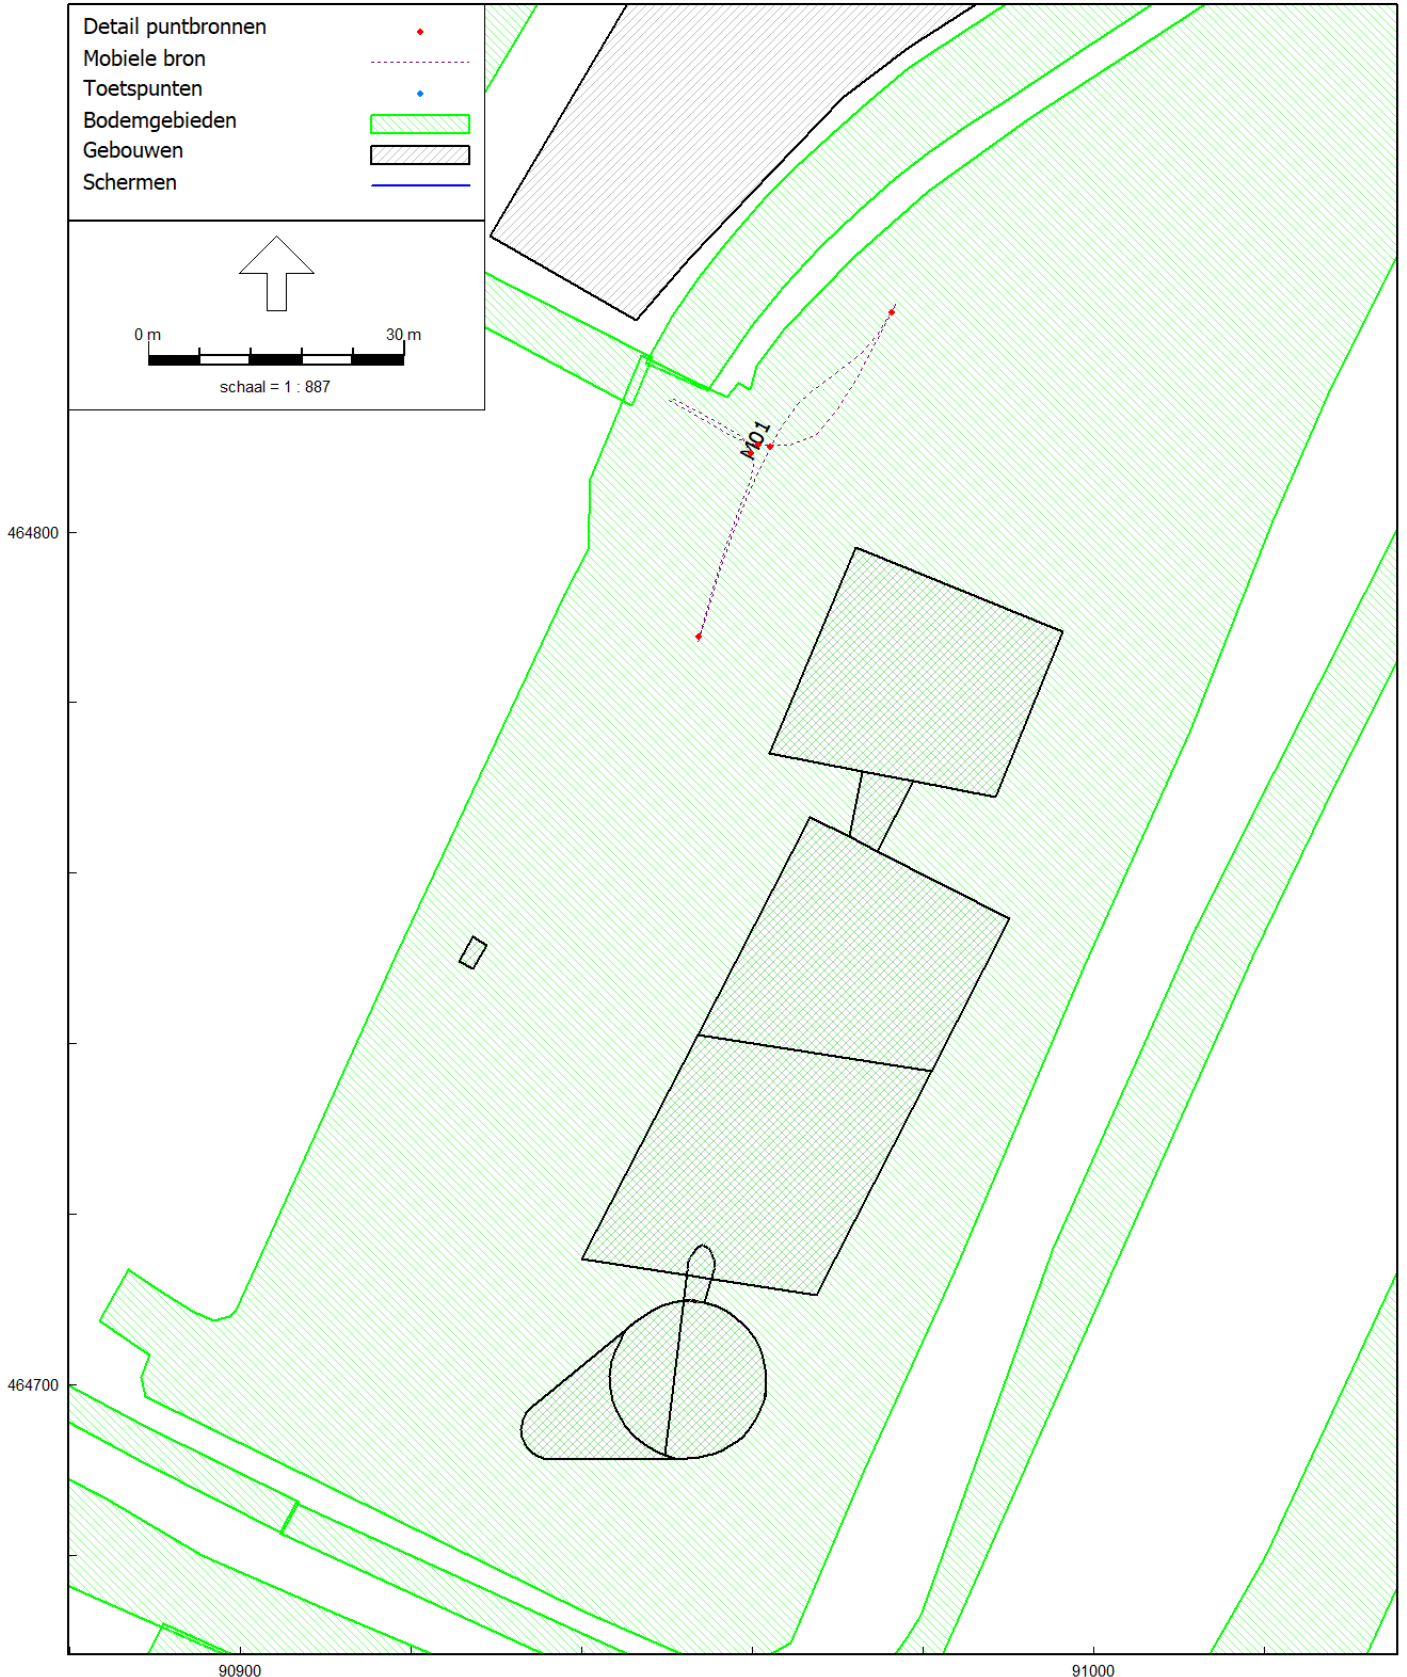 Detail puntbronnen
Mobiele bron
Toetspunten
Bodemgebieden
Gebouwen
Schermen
0 m 30 m
schaal = 1 : 887
M01
464800
464700
90900 91000